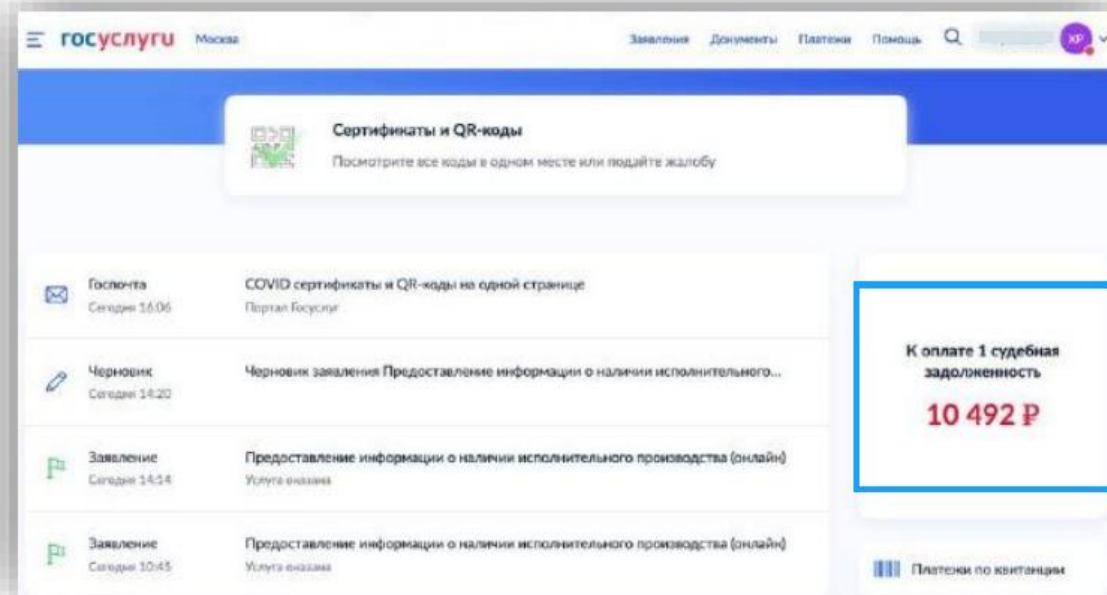 госуслуги Москва Заявления Документы Платежи Помощь ХР
Сертификаты и QR-коды
Посмотрите все коды в одном месте или подайте жалобу
Госпочта COVID сертификаты и QR-коды на одной странице
Сегодня 16:06 Портал Госуслуг
Черновик Черновик заявления Предоставление информации о наличии исполнительного...
Сегодня 14:20
Заявление Предоставление информации о наличии исполнительного производства (онлайн)
Сегодня 14:14 Услуга оказана
Заявление Предоставление информации о наличии исполнительного производства (онлайн)
Сегодня 10:45 Услуга оказана
К оплате 1 судебная
задолженность
10 492 ₽
Платежи по квитанции